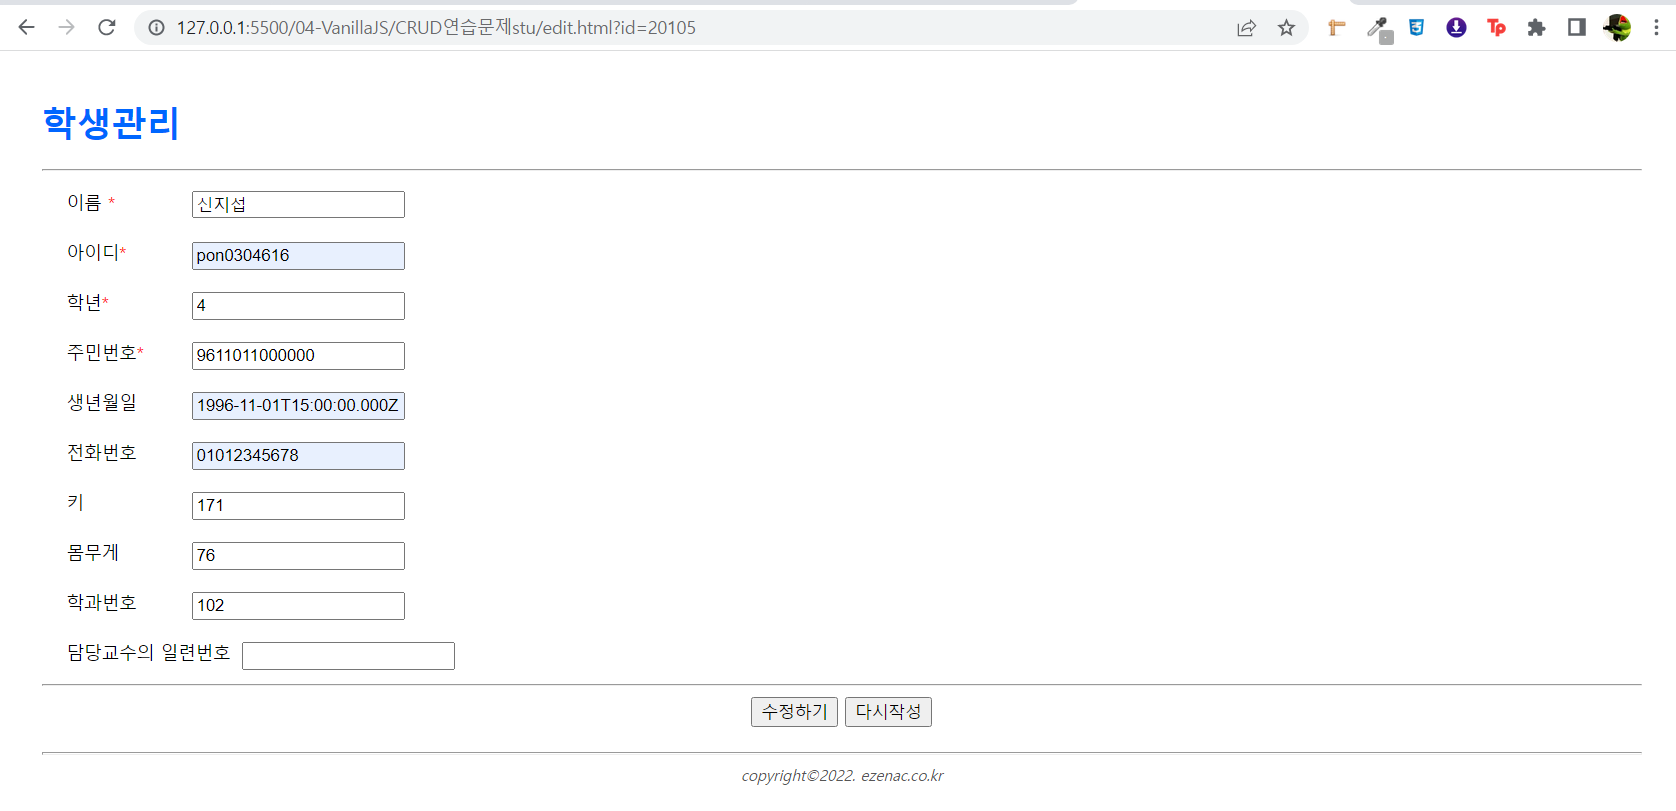 127.0.0.1:5500/04-VanillaJS/CRUD연습문제stu/edit.html?id=20105
Tp
학생관리
이름 * 신지섭
아이디* pon0304616
학년* 4
주민번호* 9611011000000
생년월일 1996-11-01T15:00:00.000Z
전화번호 01012345678
키 171
몸무게 76
학과번호 102
담당교수의 일련번호
수정하기 다시작성
copyright©2022. ezenac.co.kr